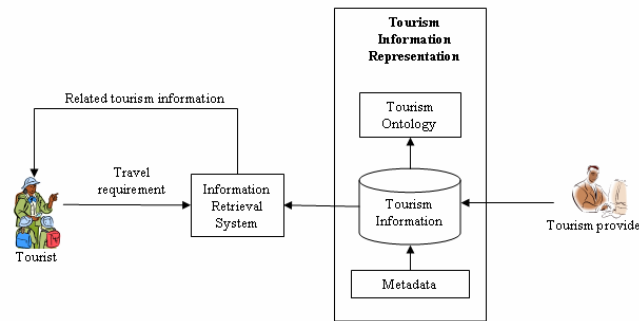 Tourism
Information
Representation
Related tourism information
Tourism
Ontology
Travel
requirement
Information
Retrieval
System
Tourism
Information
Tourist
Tourism provide
Metadata